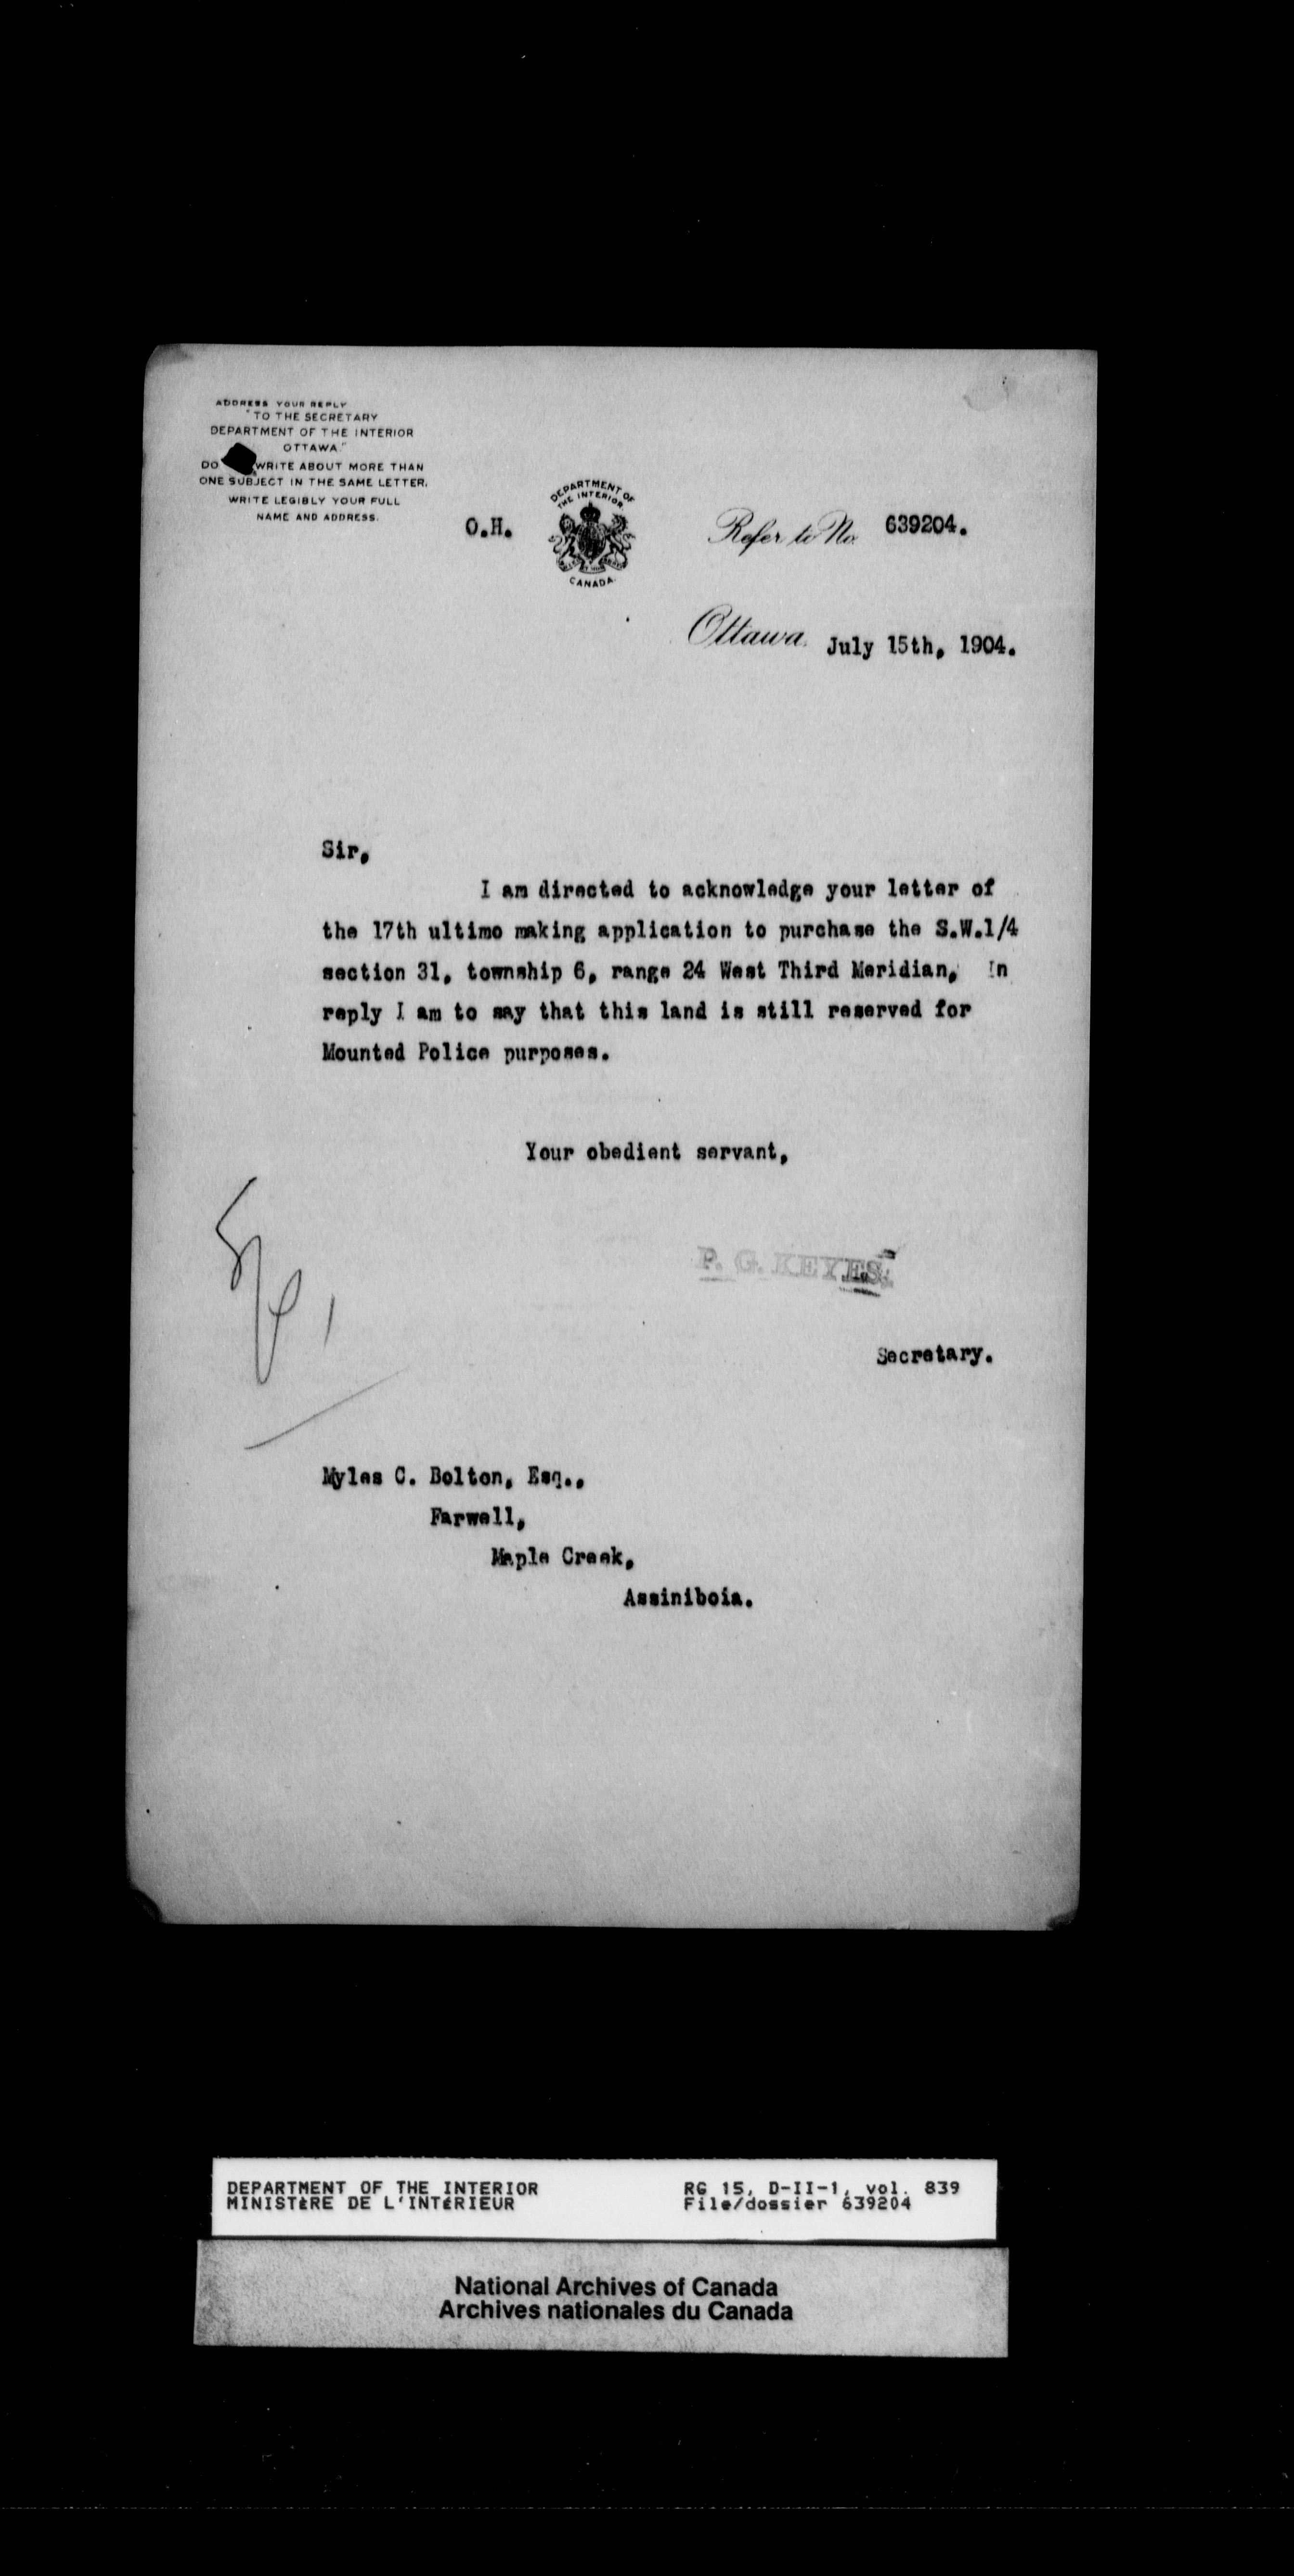 ADDRESS YOUR REPLY
"TO THE SECRETARY
DEPARTMENT OF THE INTERIOR
OTTAWA"
DO WRITE ABOUT MORE THAN
ONE SUBJECT IN THE SAME LETTER.
WRITE LEGIBLY YOUR FULL
NAME AND ADDRESS.
O.H.
DEPARTMENT OF
THE INTERIOR
CANADA
Refer to No. 639204.
Ottawa, July 15th, 1904.
Sir,
I am directed to acknowledge your letter of
the 17th ultimo making application to purchase the S.W.1/4
section 31, township 6, range 24 West Third Meridian, In
reply I am to say that this land is still reserved for
Mounted Police purposes.
Your obedient servant,
P. G. KEYES.
Secretary.
Myles C. Bolton, Esq.,
Farwell,
Maple Creek,
Assiniboia.
DEPARTMENT OF THE INTERIOR RG 15, D-II-1, vol. 839
MINISTÈRE DE L'INTÉRIEUR File/dossier 639204
National Archives of Canada
Archives nationales du Canada